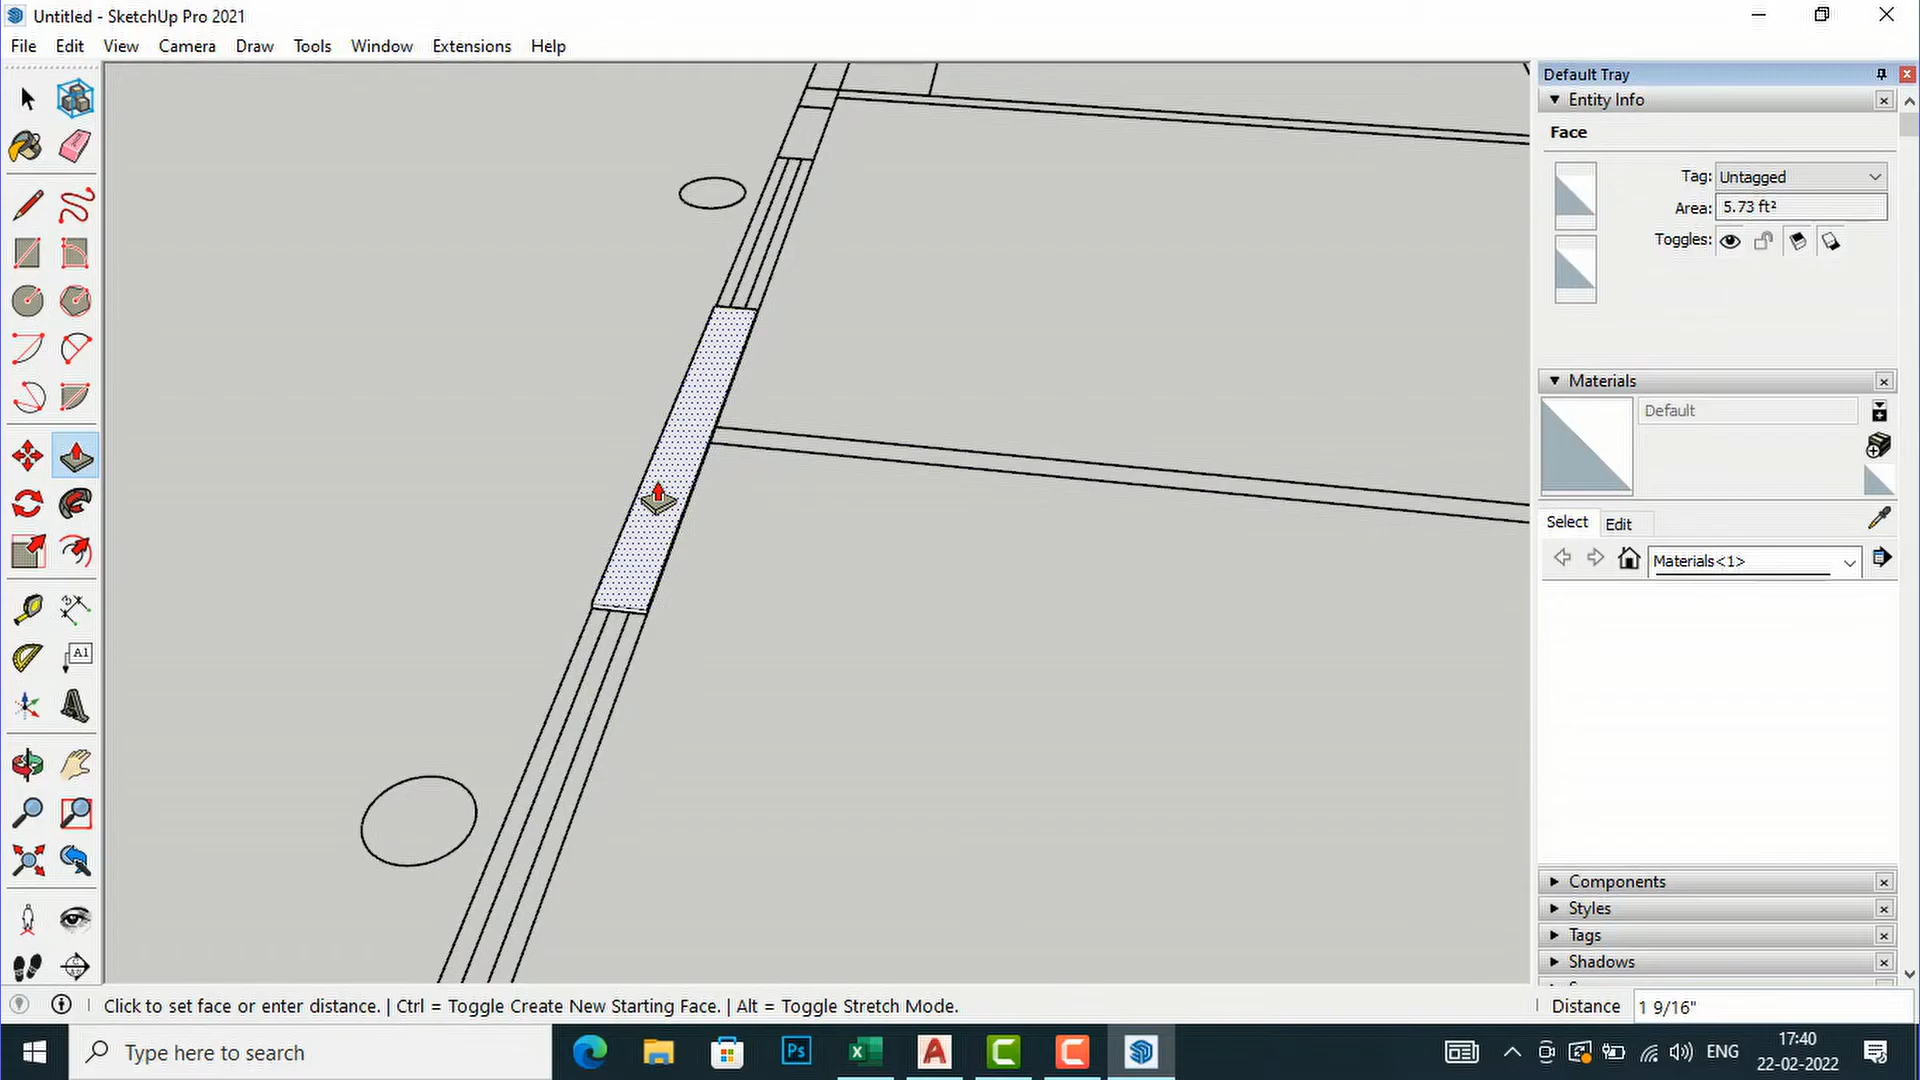 Untitled - SketchUp Pro 2021
File Edit View Camera Draw Tools Window Extensions Help
Default Tray
Entity Info
Face
Tag: Untagged
Area: 5.73 ft²
Toggles:
Materials
Default
Select Edit
Materials<1>
A1
Components
Styles
Tags
Shadows
Click to set face or enter distance. | Ctrl = Toggle Create New Starting Face. | Alt = Toggle Stretch Mode.
Distance 1 9/16"
Type here to search
Ps
ENG
17:40
22-02-2022